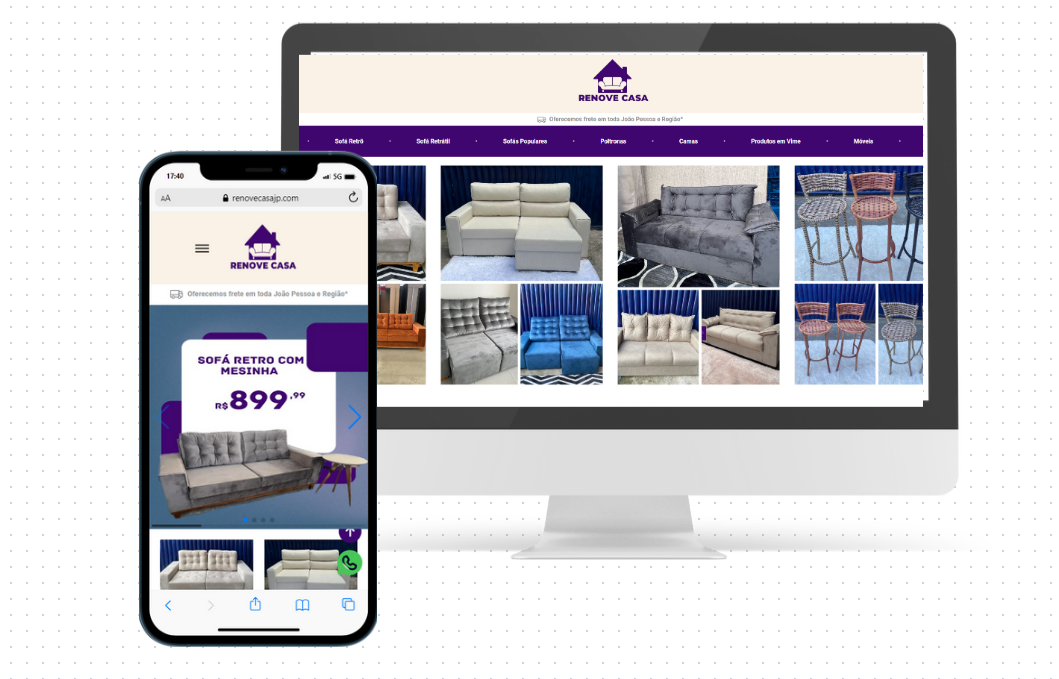 RENOVE CASA
Oferecemos frete em toda João Pessoa e Região*
Sofá Retrô
Sofá Retrátil
Sofás Populares
Poltronas
Camas
Produtos em Vime
Móveis
17:40
5G
AA
renovecasajp.com
RENOVE CASA
Oferecemos frete em toda João Pessoa e Região*
SOFÁ RETRO COM
MESINHA
R$899,99